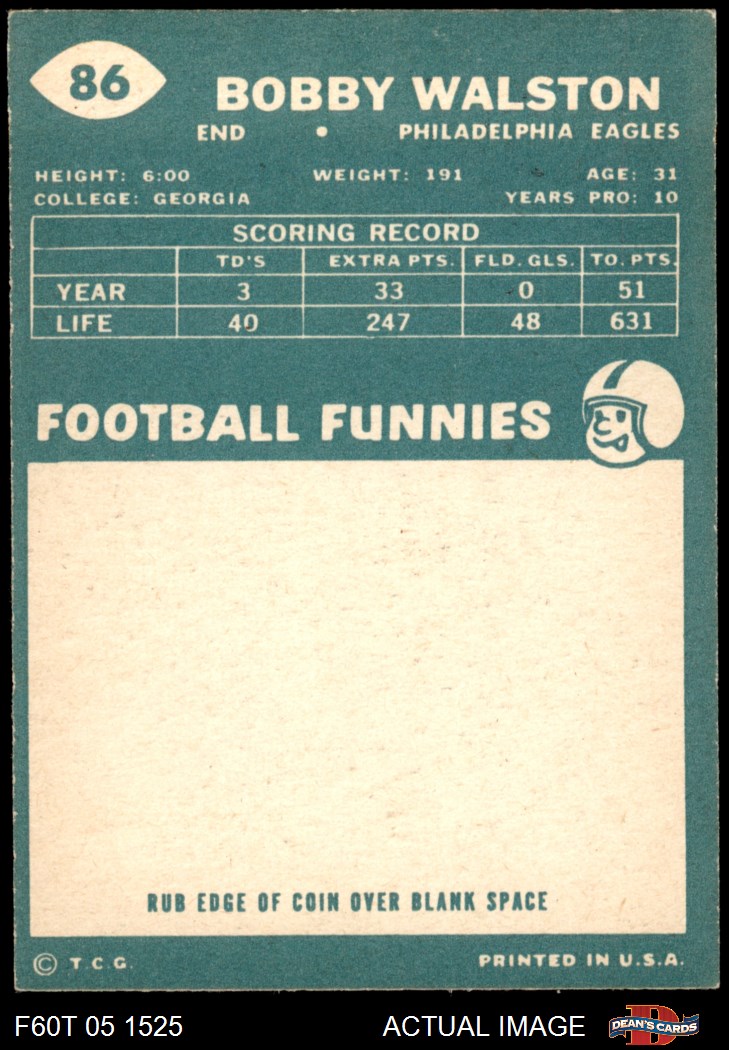 86
BOBBY WALSTON
END • PHILADELPHIA EAGLES
HEIGHT: 6:00 WEIGHT: 191 AGE: 31
COLLEGE: GEORGIA YEARS PRO: 10
SCORING RECORD
TD'S EXTRA PTS. FLD. GLS. TO. PTS.
YEAR 3 33 0 51
LIFE 40 247 48 631
FOOTBALL FUNNIES
RUB EDGE OF COIN OVER BLANK SPACE
© T.C.G. PRINTED IN U.S.A.
F60T 05 1525 ACTUAL IMAGE D DEAN'S CARDS